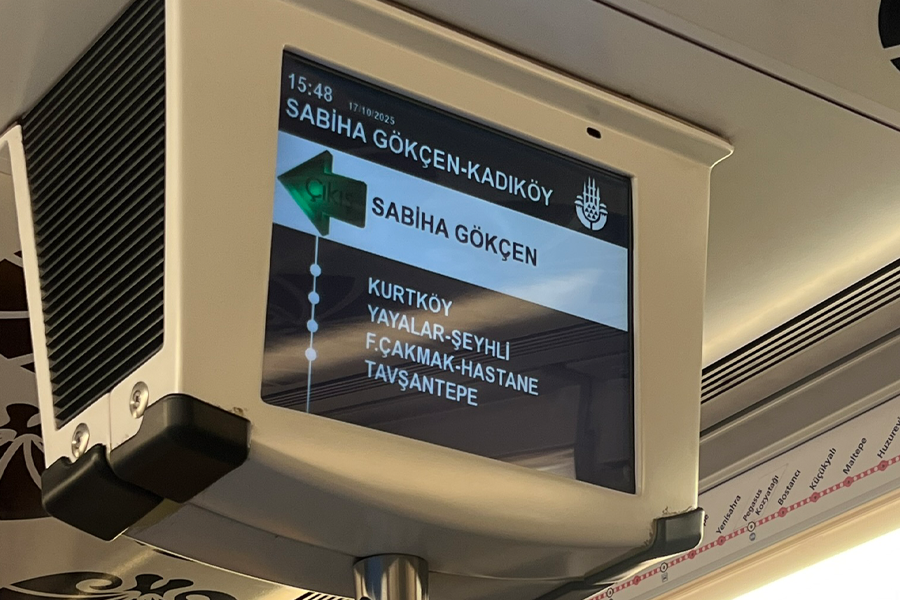 15:48 17/10/2025
SABİHA GÖKÇEN-KADIKÖY
Çıkış
SABİHA GÖKÇEN
KURTKÖY
YAYALAR-ŞEYHLİ
F.ÇAKMAK-HASTANE
TAVŞANTEPE
Yenisahra
Pegasus
Kozyatağı
Bostancı
Küçükyalı
Maltepe